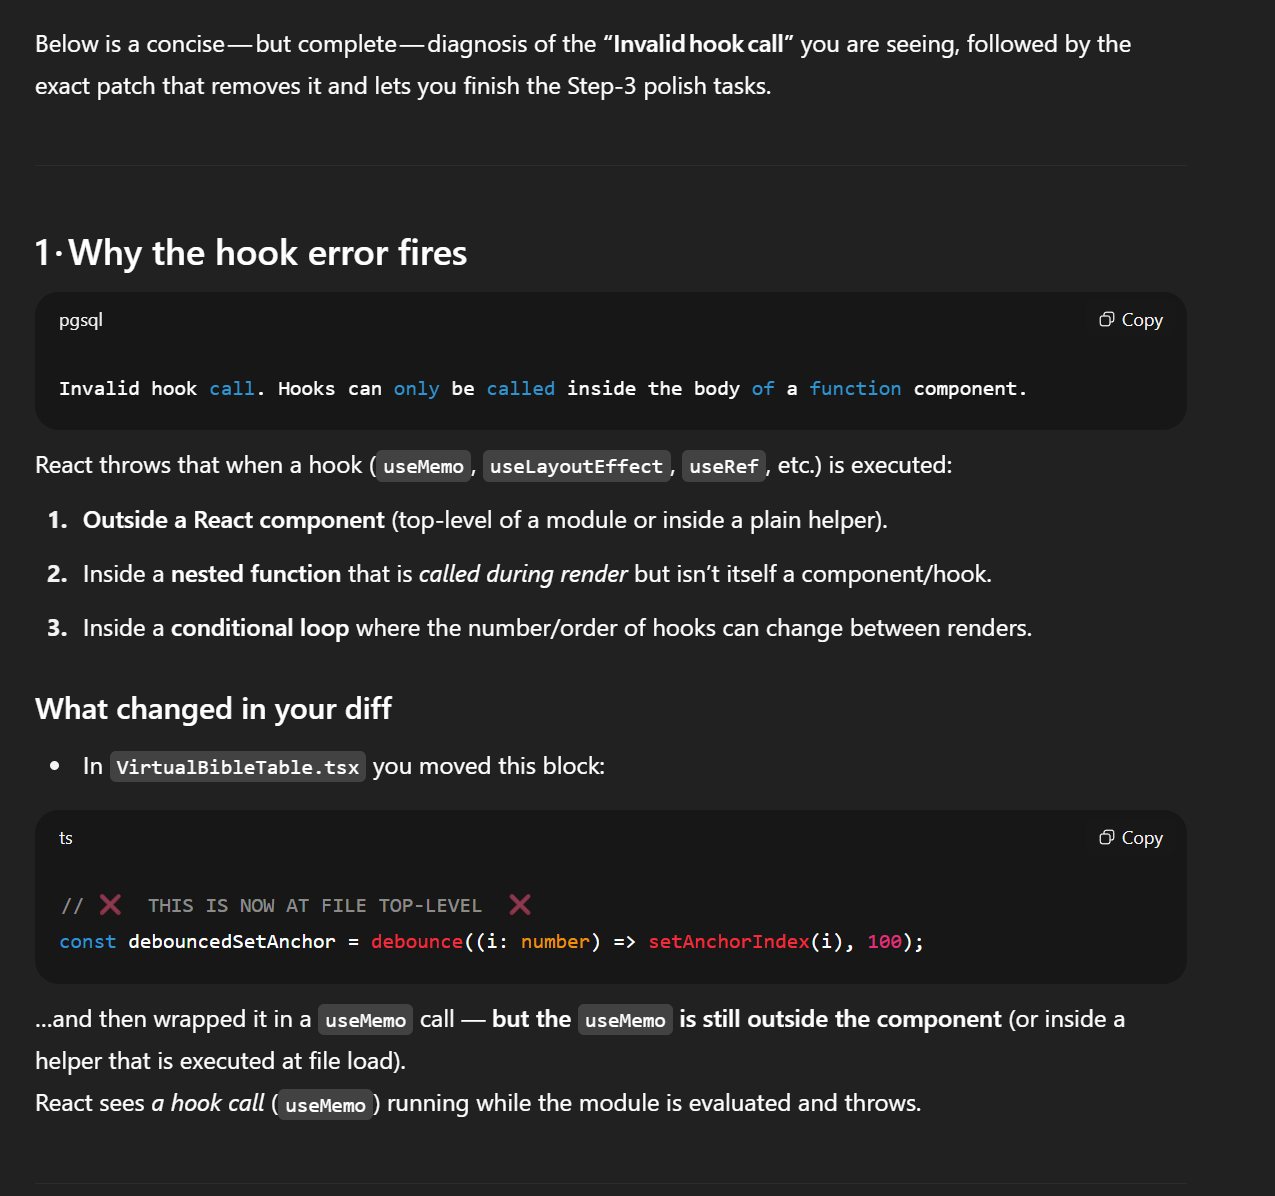 Below is a concise—but complete—diagnosis of the “Invalid hook call” you are seeing, followed by the
exact patch that removes it and lets you finish the Step-3 polish tasks.
1·Why the hook error fires
pgsql
Copy
Invalid hook call. Hooks can only be called inside the body of a function component.
React throws that when a hook (useMemo, useLayoutEffect, useRef, etc.) is executed:
1. Outside a React component (top-level of a module or inside a plain helper).
2. Inside a nested function that is called during render but isn’t itself a component/hook.
3. Inside a conditional loop where the number/order of hooks can change between renders.
What changed in your diff
• In VirtualBibleTable.tsx you moved this block:
ts
Copy
// ❌ THIS IS NOW AT FILE TOP-LEVEL ❌
const debouncedSetAnchor = debounce((i: number) => setAnchorIndex(i), 100);
…and then wrapped it in a useMemo call — but the useMemo is still outside the component (or inside a
helper that is executed at file load).
React sees a hook call (useMemo) running while the module is evaluated and throws.